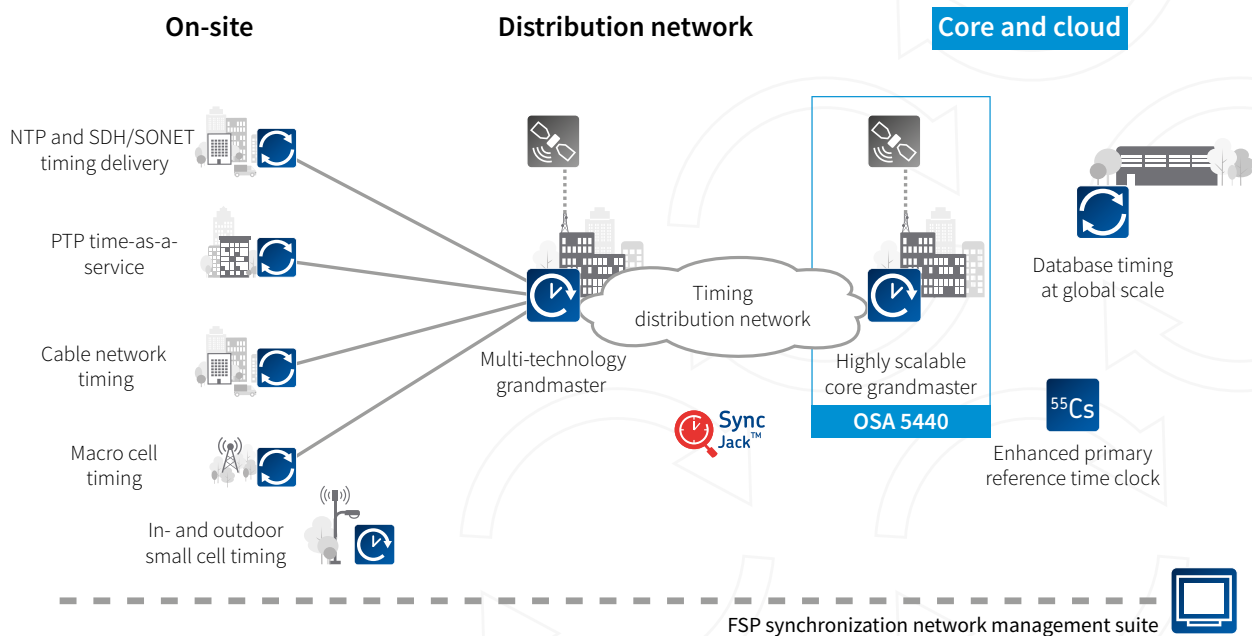 On-site
Distribution network
Core and cloud
NTP and SDH/SONET
timing delivery
PTP time-as-a-
service
Cable network
timing
Macro cell
timing
In- and outdoor
small cell timing
Multi-technology
grandmaster
Timing
distribution network
Sync
Jack™
Highly scalable
core grandmaster
OSA 5440
Database timing
at global scale
⁵⁵Cs
Enhanced primary
reference time clock
FSP synchronization network management suite